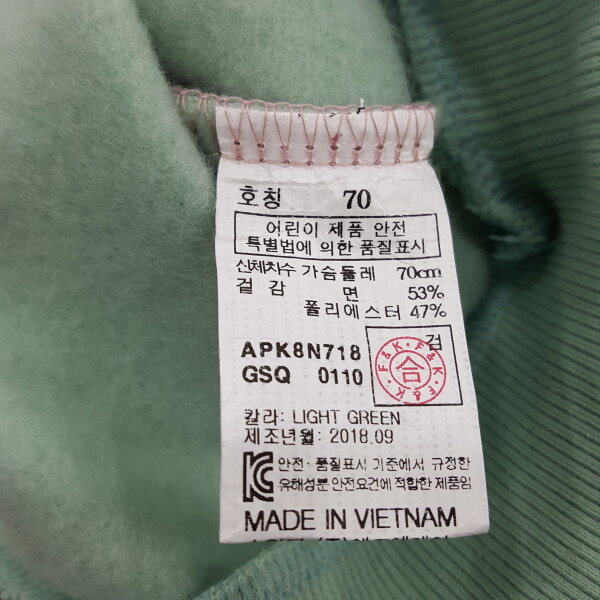 호칭 70
어린이 제품 안전
특별법에 의한 품질표시
신체치수 가슴둘레 70cm
겉감 면 53%
폴리에스터 47%
APK8N718
GSQ 0110
검
F&K · F&K · F&K
合
칼라: LIGHT GREEN
제조년월: 2018.09
안전·품질표시 기준에서 규정한
유해성분 안전요건에 적합한 제품임
MADE IN VIETNAM